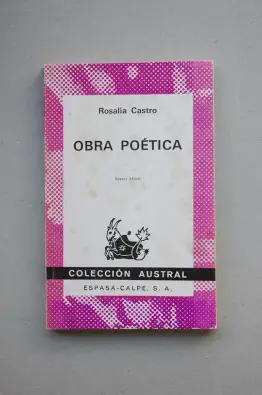 Rosalía Castro
OBRA POÉTICA
COLECCIÓN AUSTRAL
ESPASA-CALPE, S. A.